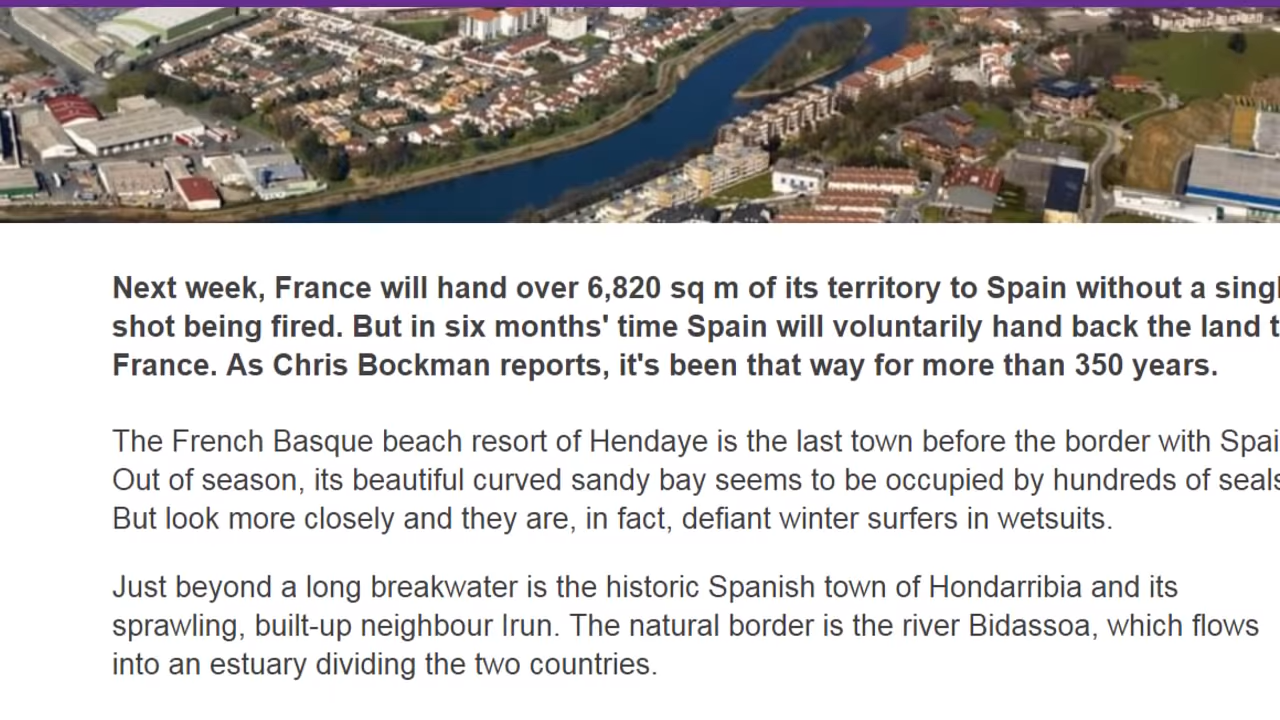 Next week, France will hand over 6,820 sq m of its territory to Spain without a
shot being fired. But in six months' time Spain will voluntarily hand back the land
France. As Chris Bockman reports, it's been that way for more than 350 years.
The French Basque beach resort of Hendaye is the last town before the border with
Out of season, its beautiful curved sandy bay seems to be occupied by hundreds of seals
But look more closely and they are, in fact, defiant winter surfers in wetsuits.
Just beyond a long breakwater is the historic Spanish town of Hondarribia and its
sprawling, built-up neighbour Irun. The natural border is the river Bidassoa, which flows
into an estuary dividing the two countries.